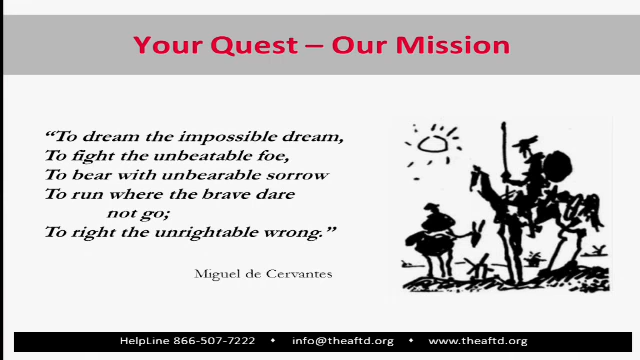 Your Quest – Our Mission
“To dream the impossible dream,
To fight the unbeatable foe,
To bear with unbearable sorrow
To run where the brave dare
not go;
To right the unrightable wrong.”
Miguel de Cervantes
HelpLine 866-507-7222 • info@theaftd.org • www.theaftd.org